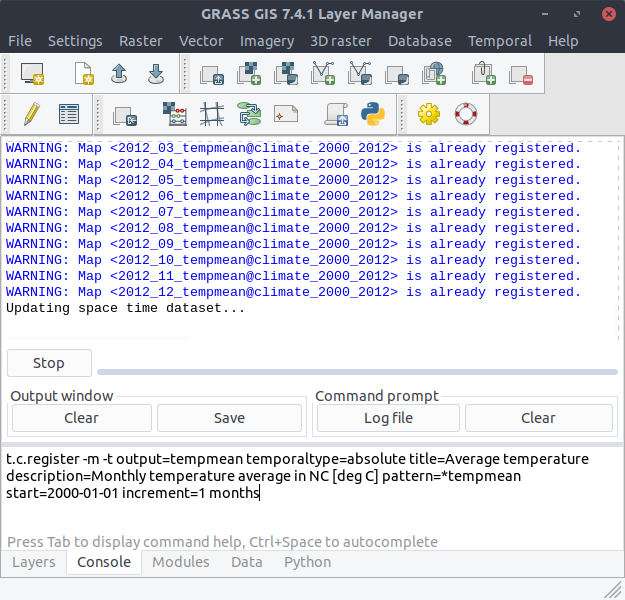 GRASS GIS 7.4.1 Layer Manager
File Settings Raster Vector Imagery 3D raster Database Temporal Help
WARNING: Map <2012_03_tempmean@climate_2000_2012> is already registered.
WARNING: Map <2012_04_tempmean@climate_2000_2012> is already registered.
WARNING: Map <2012_05_tempmean@climate_2000_2012> is already registered.
WARNING: Map <2012_06_tempmean@climate_2000_2012> is already registered.
WARNING: Map <2012_07_tempmean@climate_2000_2012> is already registered.
WARNING: Map <2012_08_tempmean@climate_2000_2012> is already registered.
WARNING: Map <2012_09_tempmean@climate_2000_2012> is already registered.
WARNING: Map <2012_10_tempmean@climate_2000_2012> is already registered.
WARNING: Map <2012_11_tempmean@climate_2000_2012> is already registered.
WARNING: Map <2012_12_tempmean@climate_2000_2012> is already registered.
Updating space time dataset...
Stop
Output window Command prompt
Clear Save Log file Clear
t.c.register -m -t output=tempmean temporaltype=absolute title=Average temperature
description=Monthly temperature average in NC [deg C] pattern=*tempmean
start=2000-01-01 increment=1 months
Press Tab to display command help, Ctrl+Space to autocomplete
Layers Console Modules Data Python